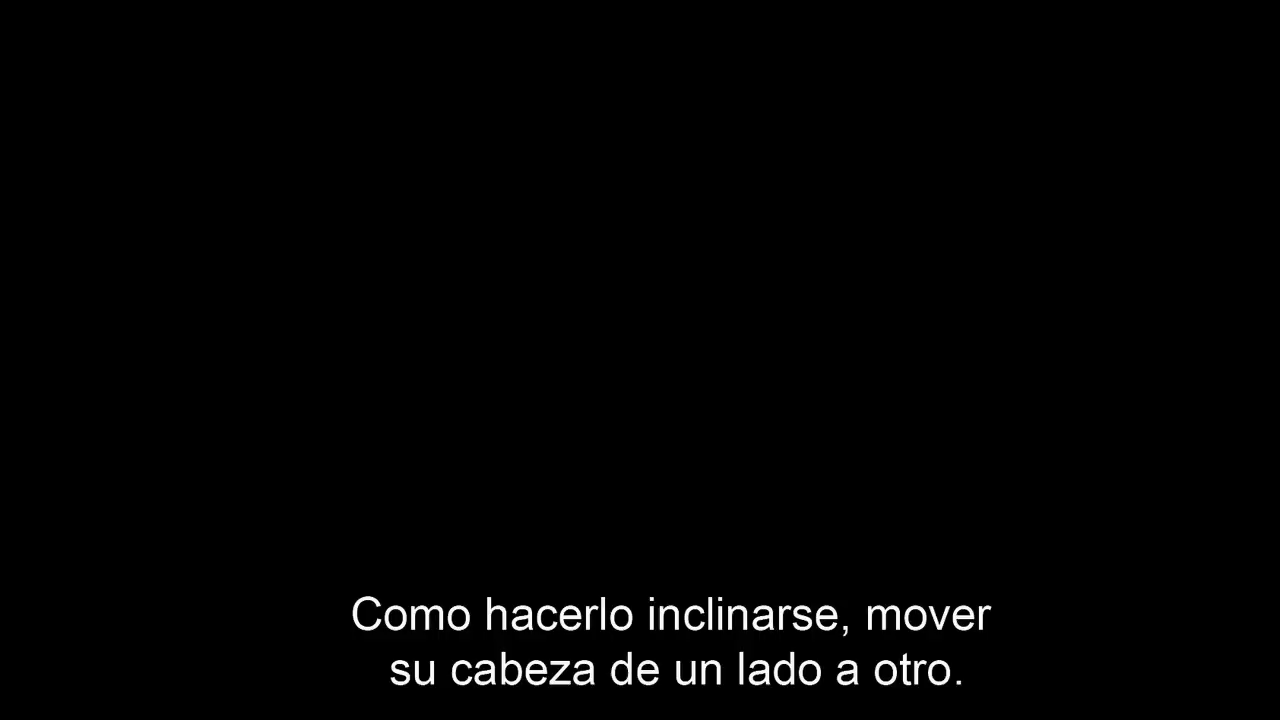 Como hacerlo inclinarse, mover
su cabeza de un lado a otro.